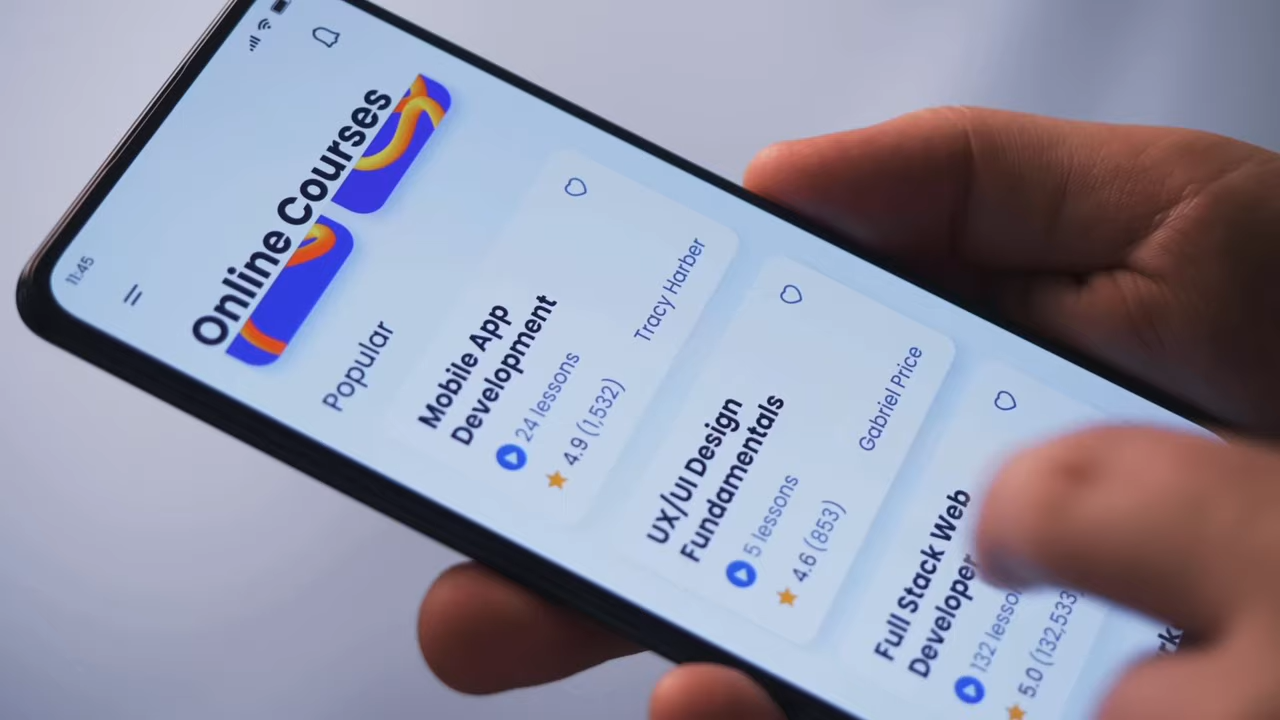 11:45
Online Courses
Popular
Mobile App
Development
24 lessons
4.9 (1,532)
Tracy Harber
UX/UI Design
Fundamentals
5 lessons
4.6 (853)
Gabriel Price
Full Stack Web
Developer
132
5.0 (132,533